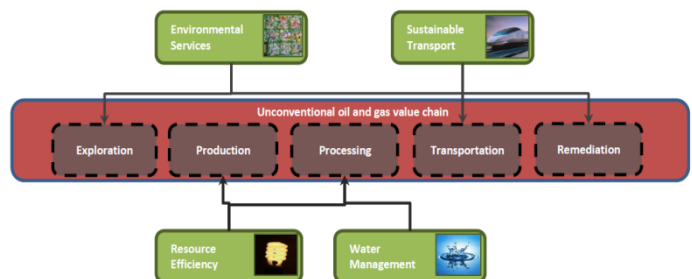 Environmental
Services
Sustainable
Transport
Unconventional oil and gas value chain
Exploration
Production
Processing
Transportation
Remediation
Resource
Efficiency
Water
Management